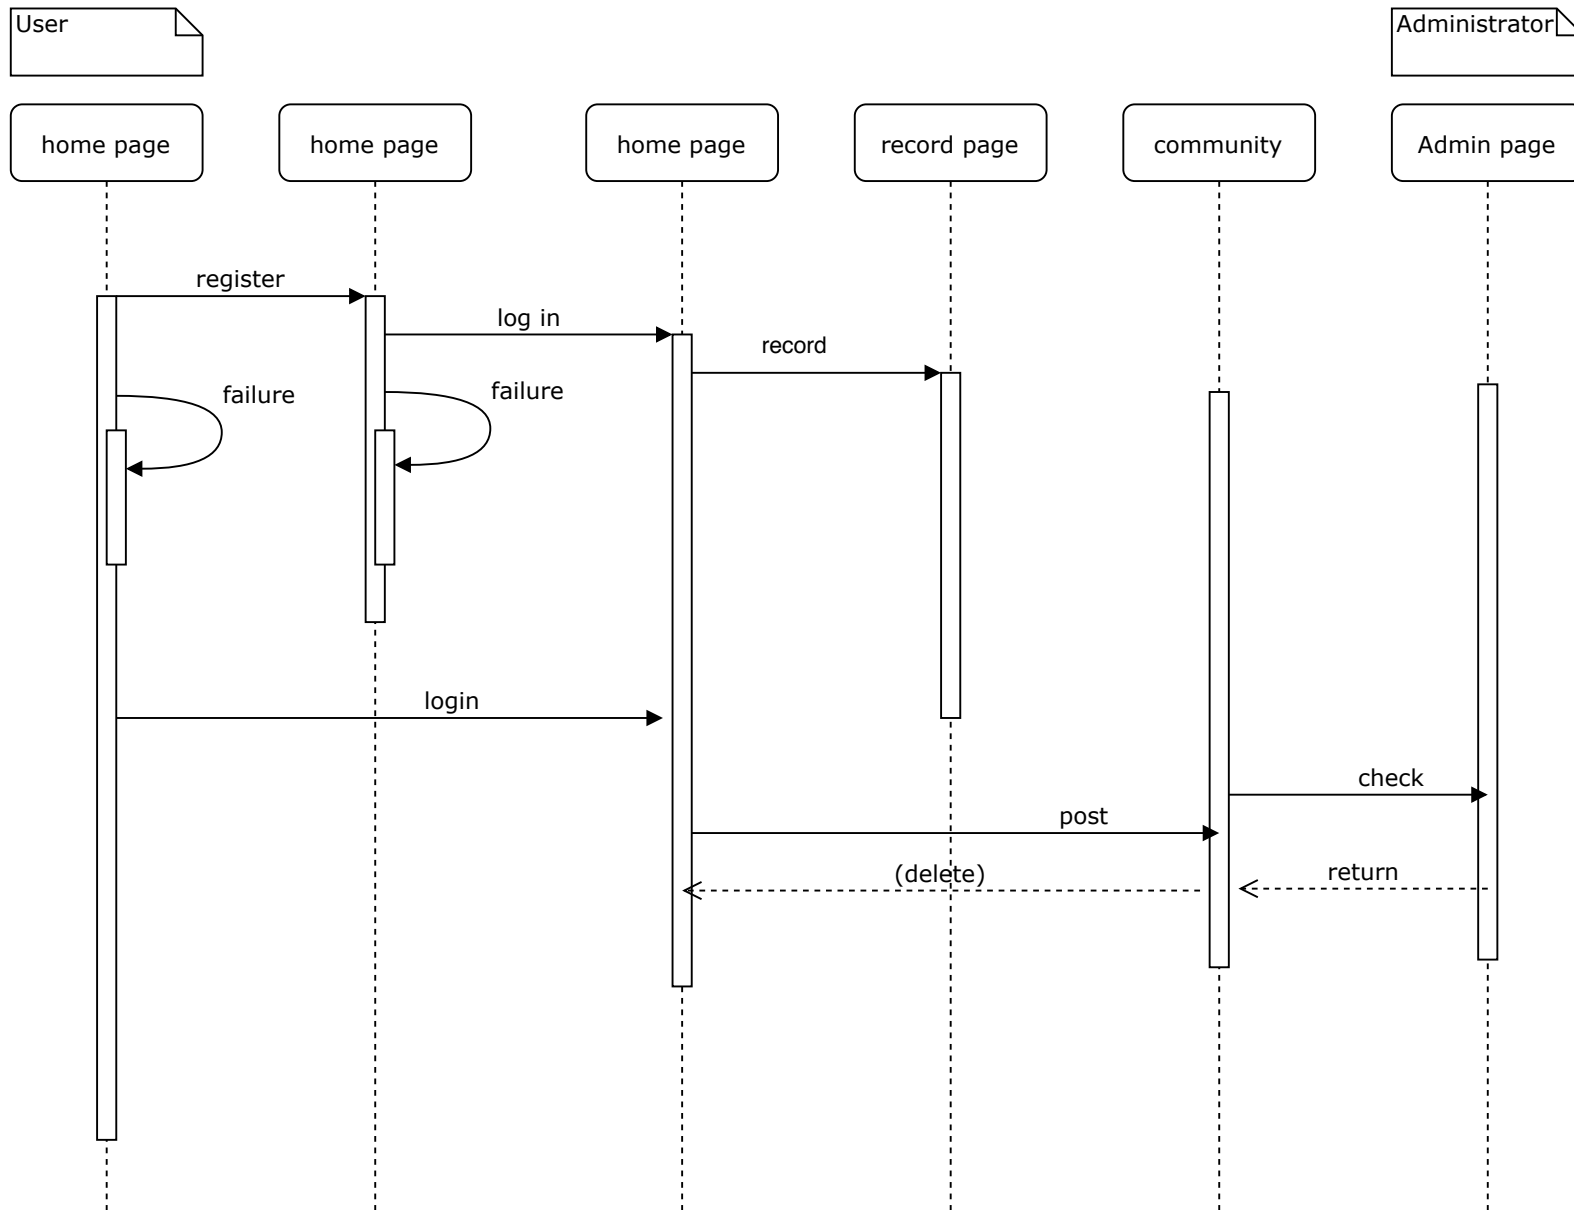 User
Administrator
home page
home page
home page
record page
community
Admin page
register
log in
record
failure
failure
login
check
post
(delete)
return